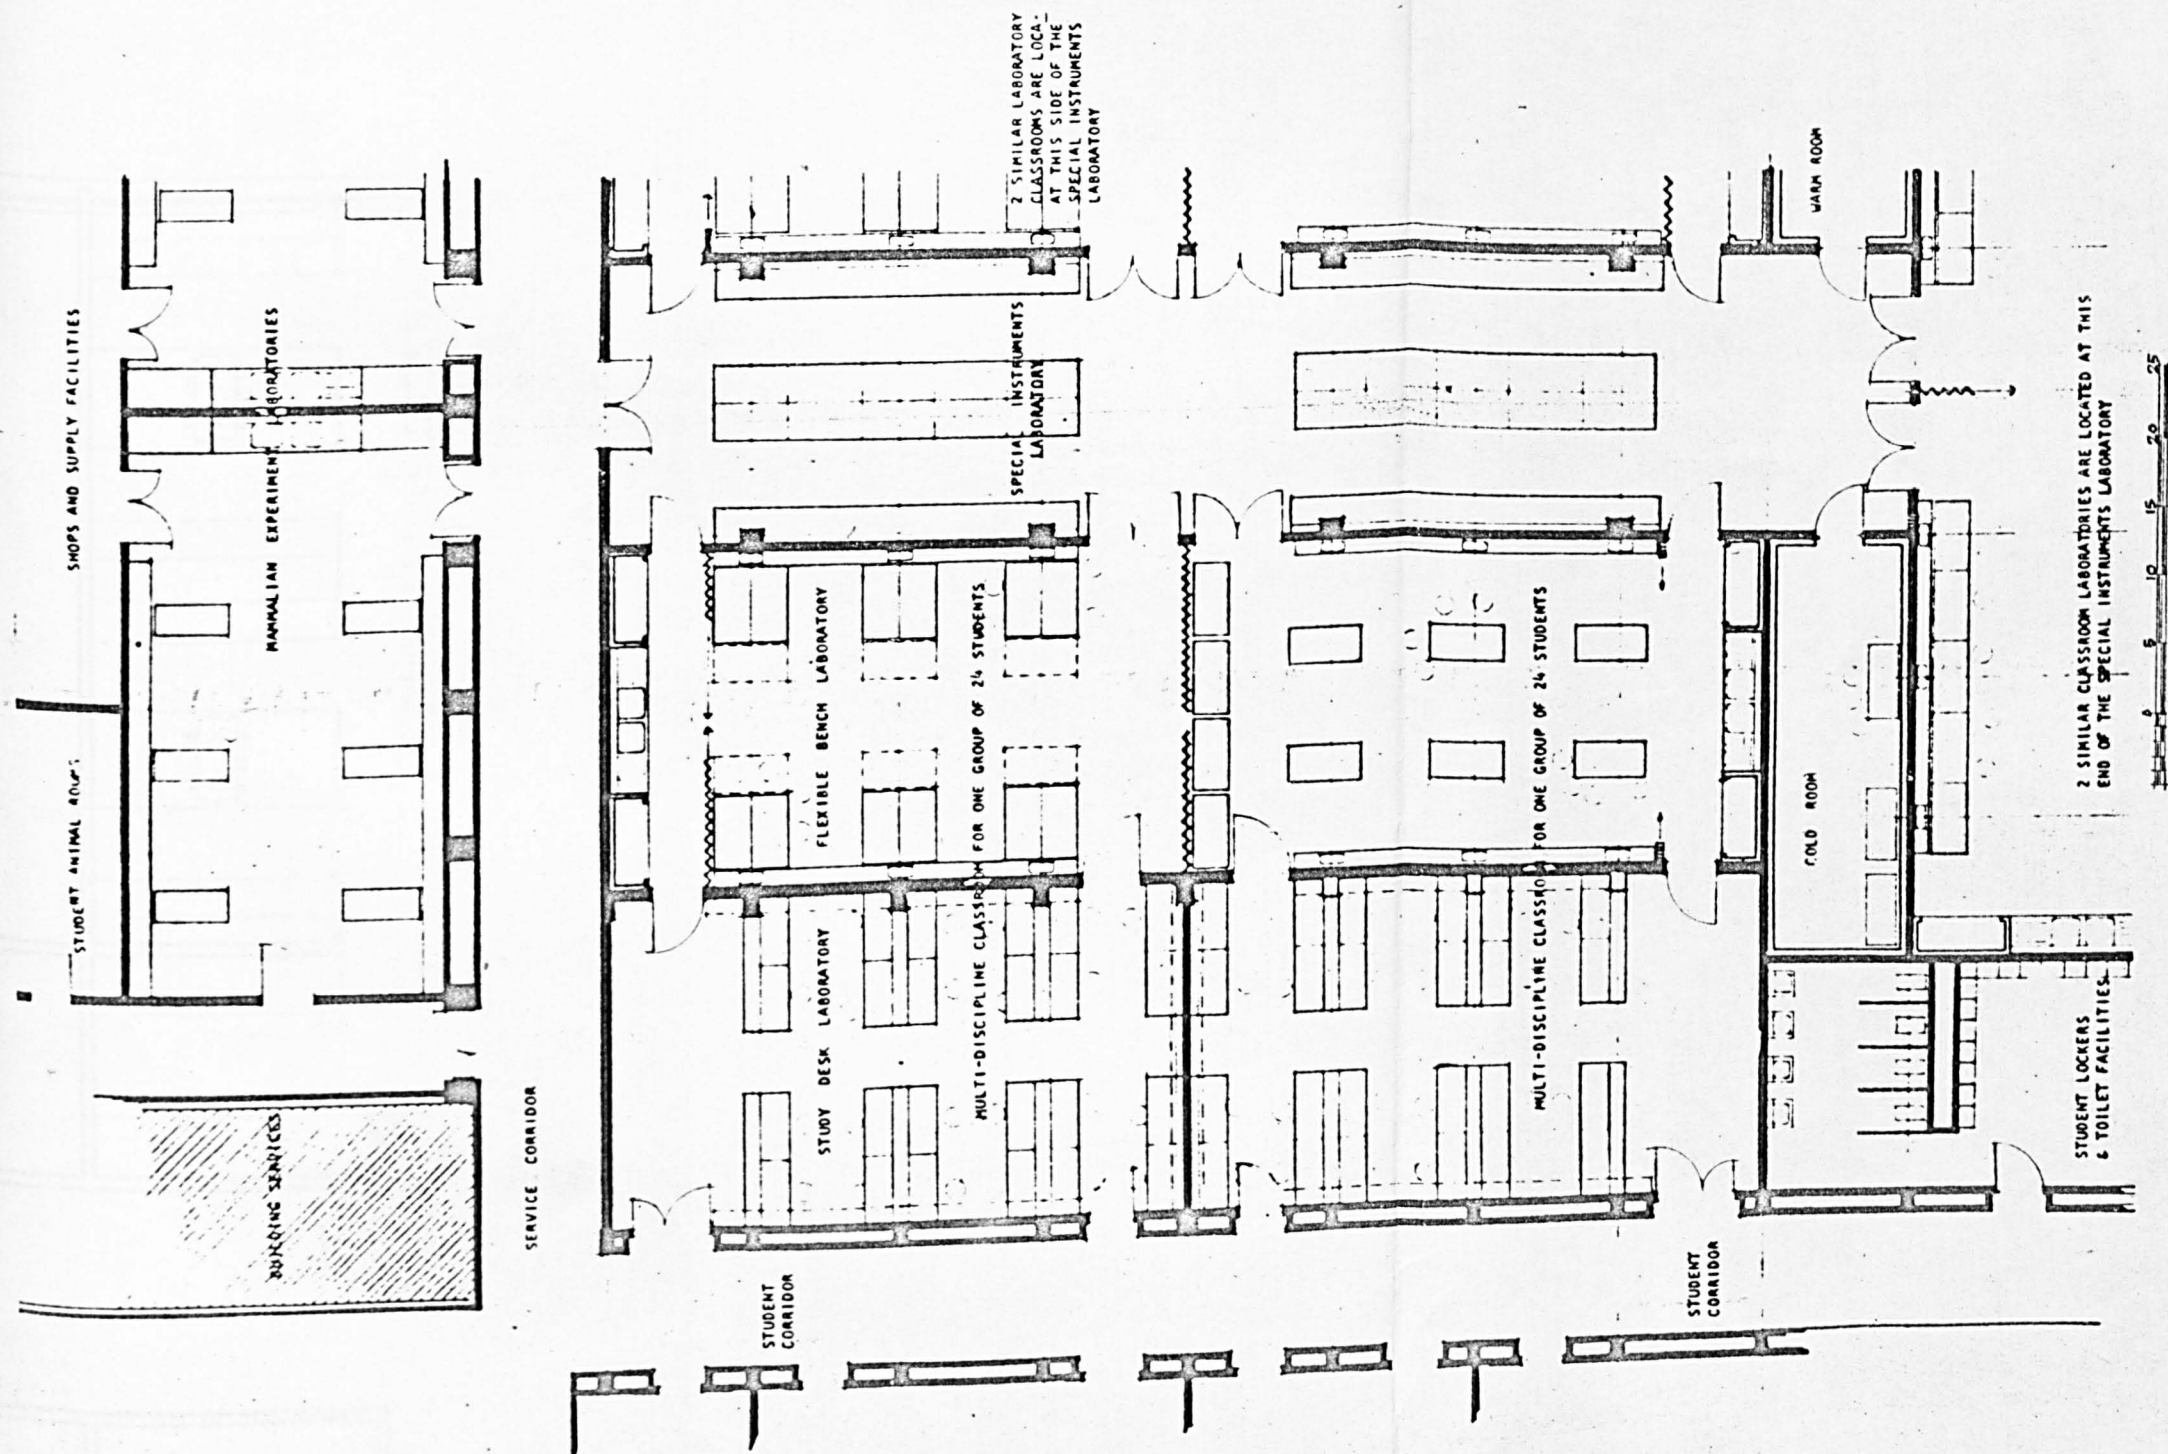 SHOPS AND SUPPLY FACILITIES
STUDENT ANIMAL ROOMS
MAMMALIAN EXPERIMENT LABORATORIES
BUILDING SERVICES
SERVICE CORRIDOR
2 SIMILAR LABORATORY
CLASSROOMS ARE LOCA-
AT THIS SIDE OF THE
SPECIAL INSTRUMENTS
LABORATORY
SPECIAL INSTRUMENTS
LABORATORY
FLEXIBLE BENCH LABORATORY
STUDY DESK LABORATORY
MULTI-DISCIPLINE CLASSROOM FOR ONE GROUP OF 24 STUDENTS
STUDENT
CORRIDOR
MULTI-DISCIPLINE CLASSROOM FOR ONE GROUP OF 24 STUDENTS
STUDENT
CORRIDOR
WARM ROOM
COLD ROOM
2 SIMILAR CLASSROOM LABORATORIES ARE LOCATED AT THIS
END OF THE SPECIAL INSTRUMENTS LABORATORY
STUDENT LOCKERS
& TOILET FACILITIES
0 5 10 15 20 25